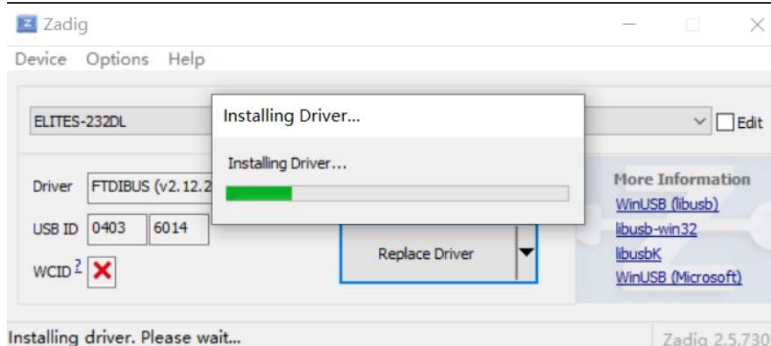 Zadig
Device Options Help
ELITES-232DL
Edit
Installing Driver...
Installing Driver...
Driver FTDIBUS (v2.12.2
USB ID 0403 6014
WCID ?
Replace Driver
More Information
WinUSB (libusb)
libusb-win32
libusbK
WinUSB (Microsoft)
Installing driver. Please wait...
Zadig 2.5.730